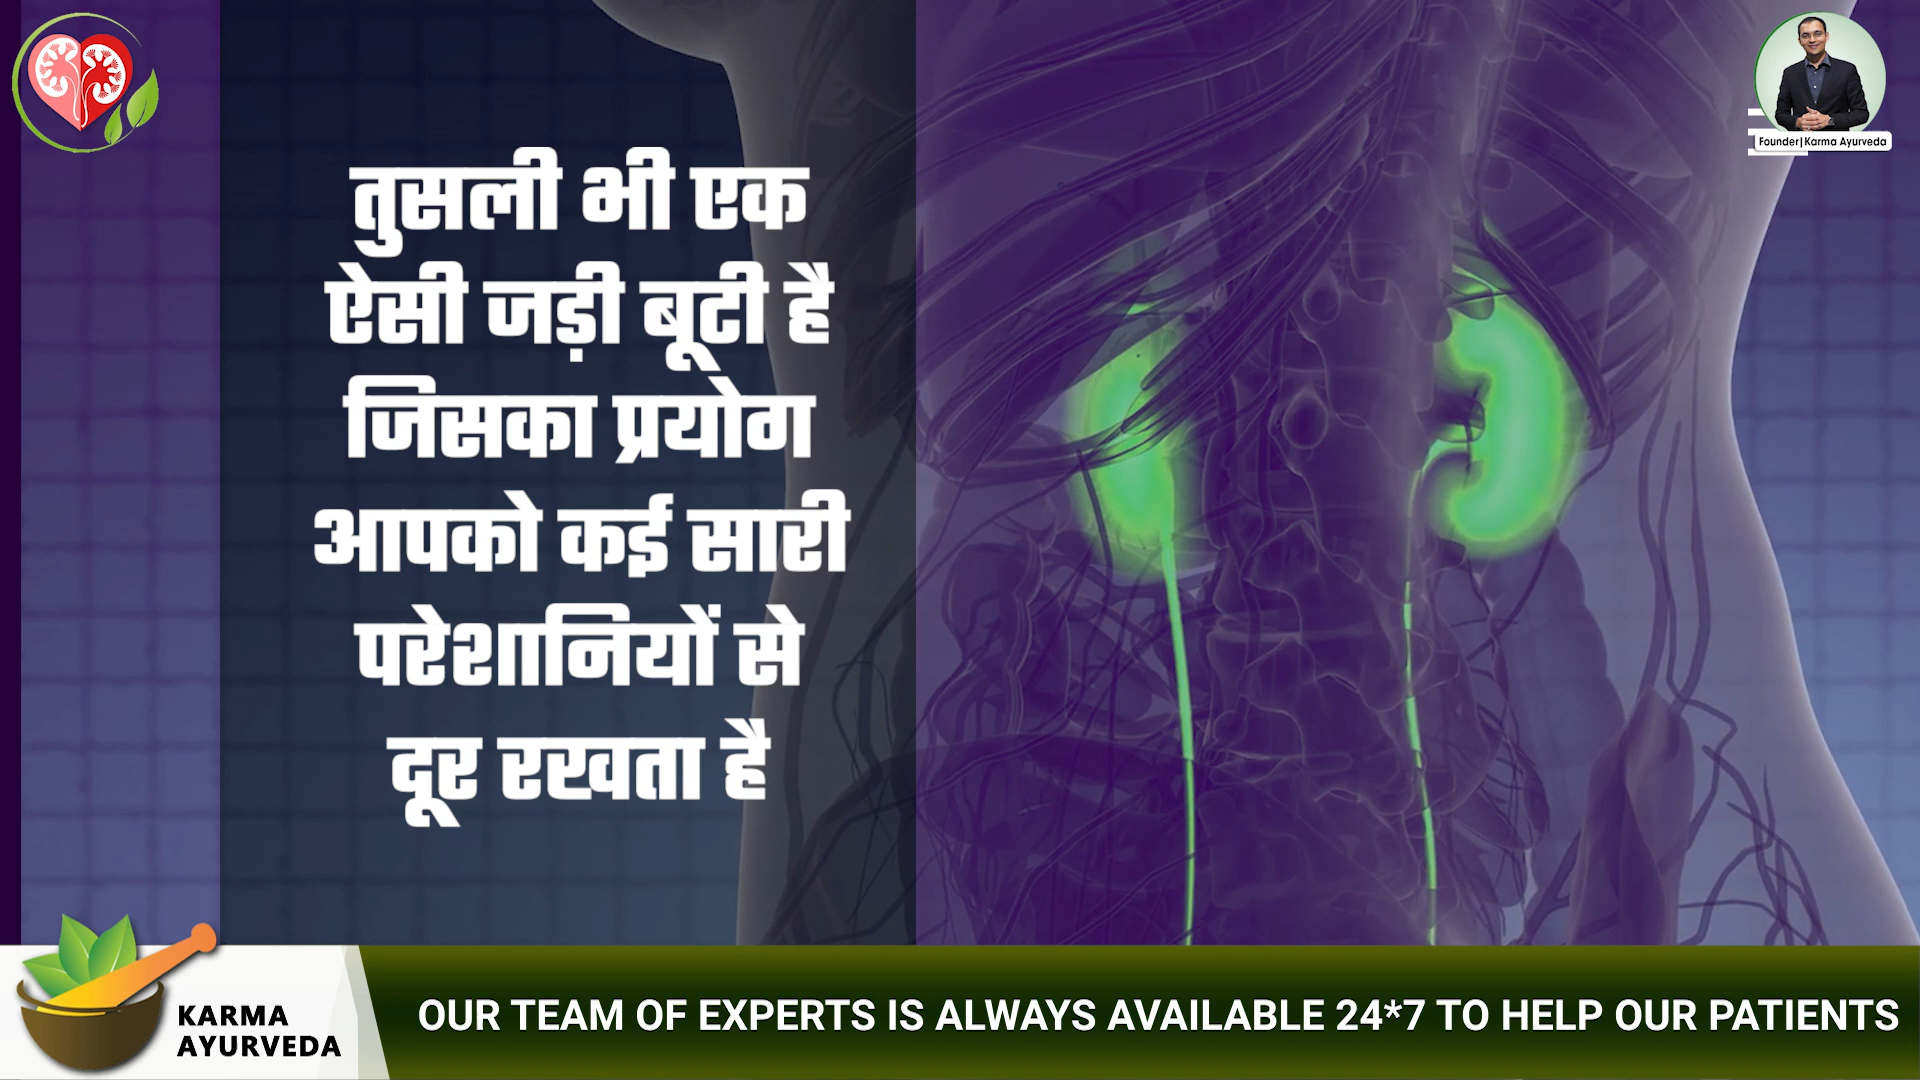 Founder|Karma Ayurveda
तुसली भी एक
ऐसी जड़ी बूटी है
जिसका प्रयोग
आपको कई सारी
परेशानियों से
दूर रखता है
KARMA
AYURVEDA
OUR TEAM OF EXPERTS IS ALWAYS AVAILABLE 24*7 TO HELP OUR PATIENTS